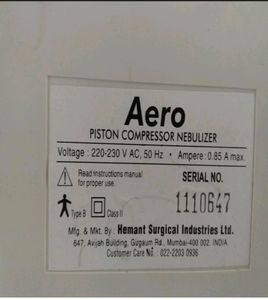 Aero
PISTON COMPRESSOR NEBULIZER
Voltage : 220-230 V AC, 50 Hz • Ampere : 0.85 A max.
Read instructions manual
for proper use.
SERIAL NO.
1110647
Type B Class II
Mfg. & Mkt. By : Hemant Surgical Industries Ltd.
647, Avijah Building, Gugaum Rd., Mumbai-400 002. INDIA.
Customer Care No. : 022-2203 0936